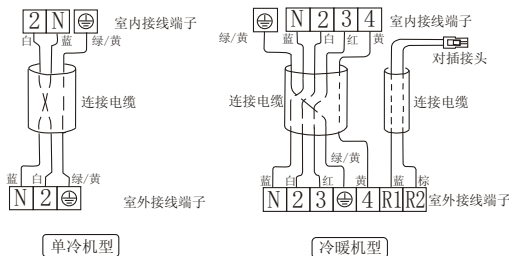 2 N 室内接线端子
白 蓝 绿/黄
连接电缆
蓝 白 绿/黄
N 2 室外接线端子
单冷机型
N 2 3 4 室内接线端子
绿/黄 蓝 白 红 黄
对插接头
连接电缆 连接电缆
绿/黄
蓝 白 红 黄 蓝 棕
N 2 3 4 R1 R2 室外接线端子
冷暖机型